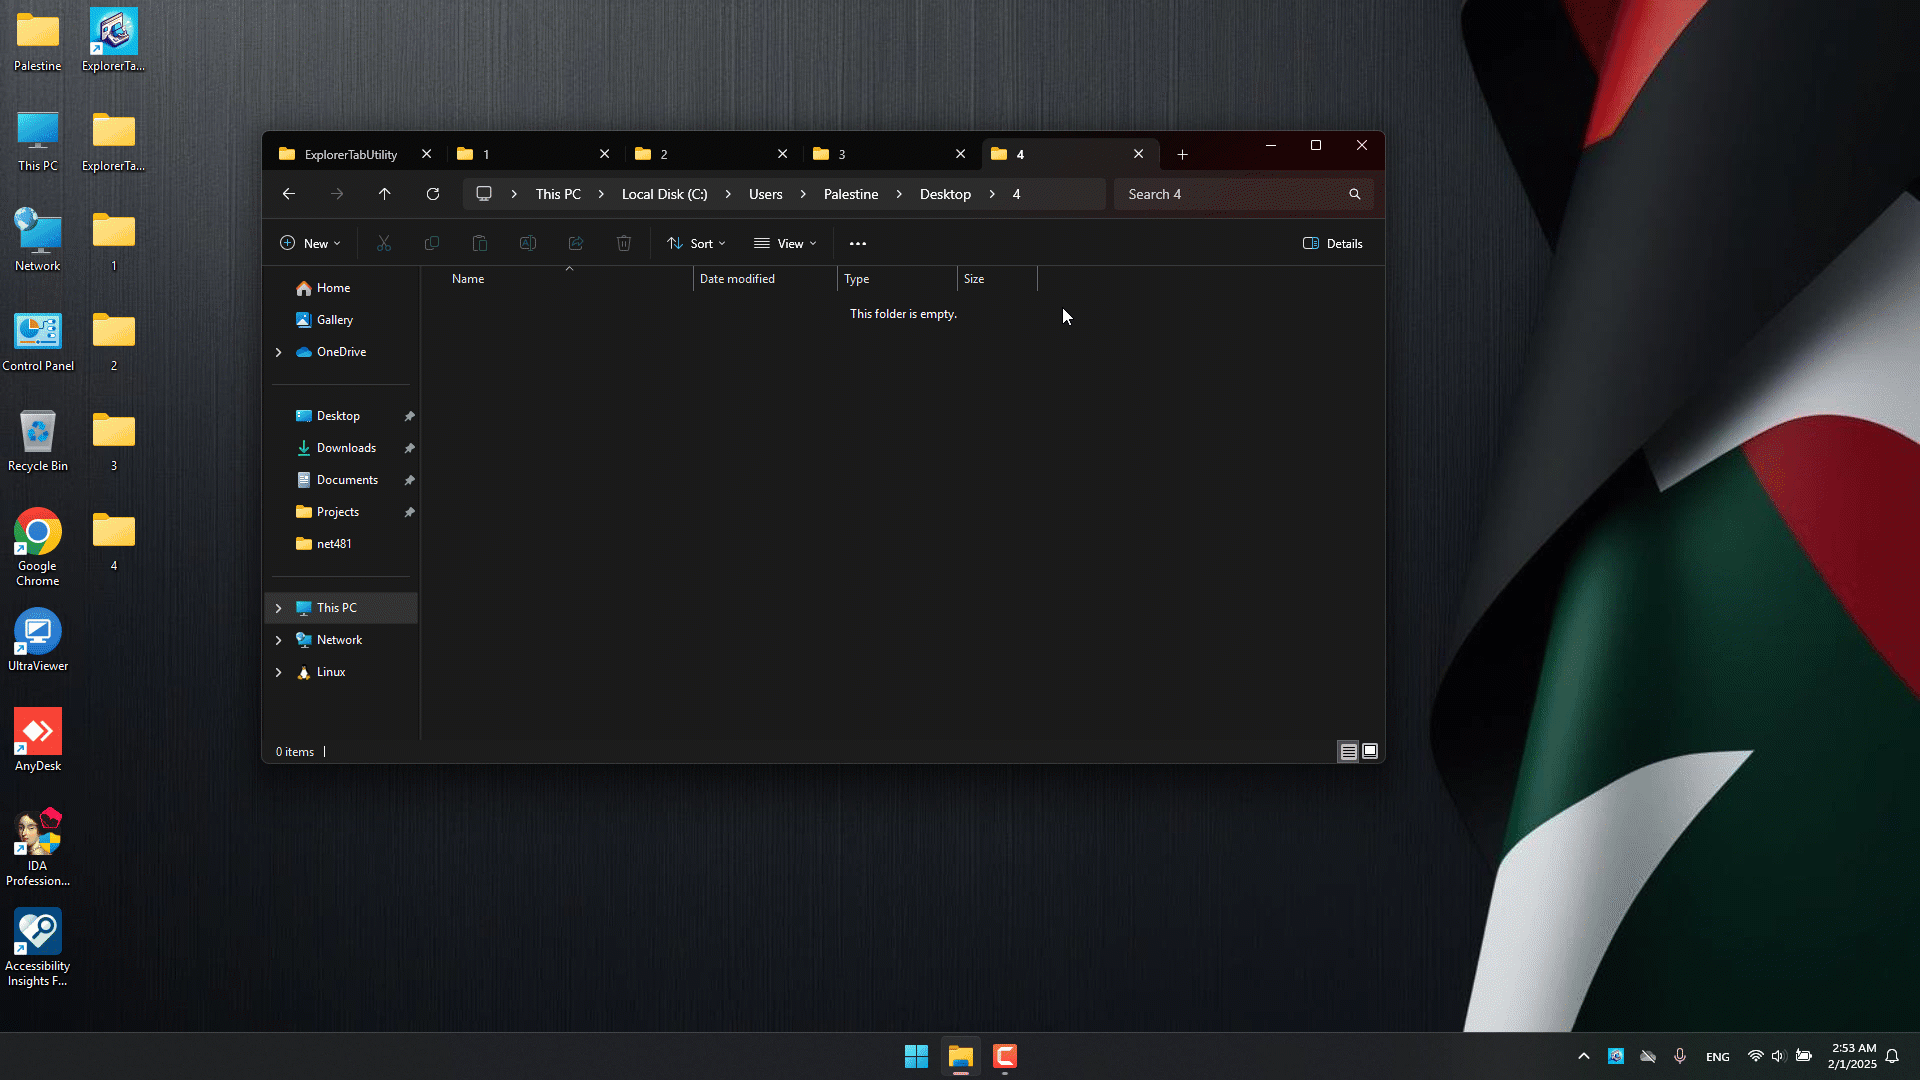 Palestine
ExplorerTa...
This PC
ExplorerTa...
Network
1
Control Panel
2
Recycle Bin
3
Google
Chrome
4
UltraViewer
AnyDesk
IDA
Profession...
Accessibility
Insights F...
ExplorerTabUtility
1
2
3
4
This PC
Local Disk (C:)
Users
Palestine
Desktop
4
Search 4
New
Sort
View
Details
Name
Date modified
Type
Size
This folder is empty.
Home
Gallery
OneDrive
Desktop
Downloads
Documents
Projects
net481
This PC
Network
Linux
0 items
ENG
2:53 AM
2/1/2025